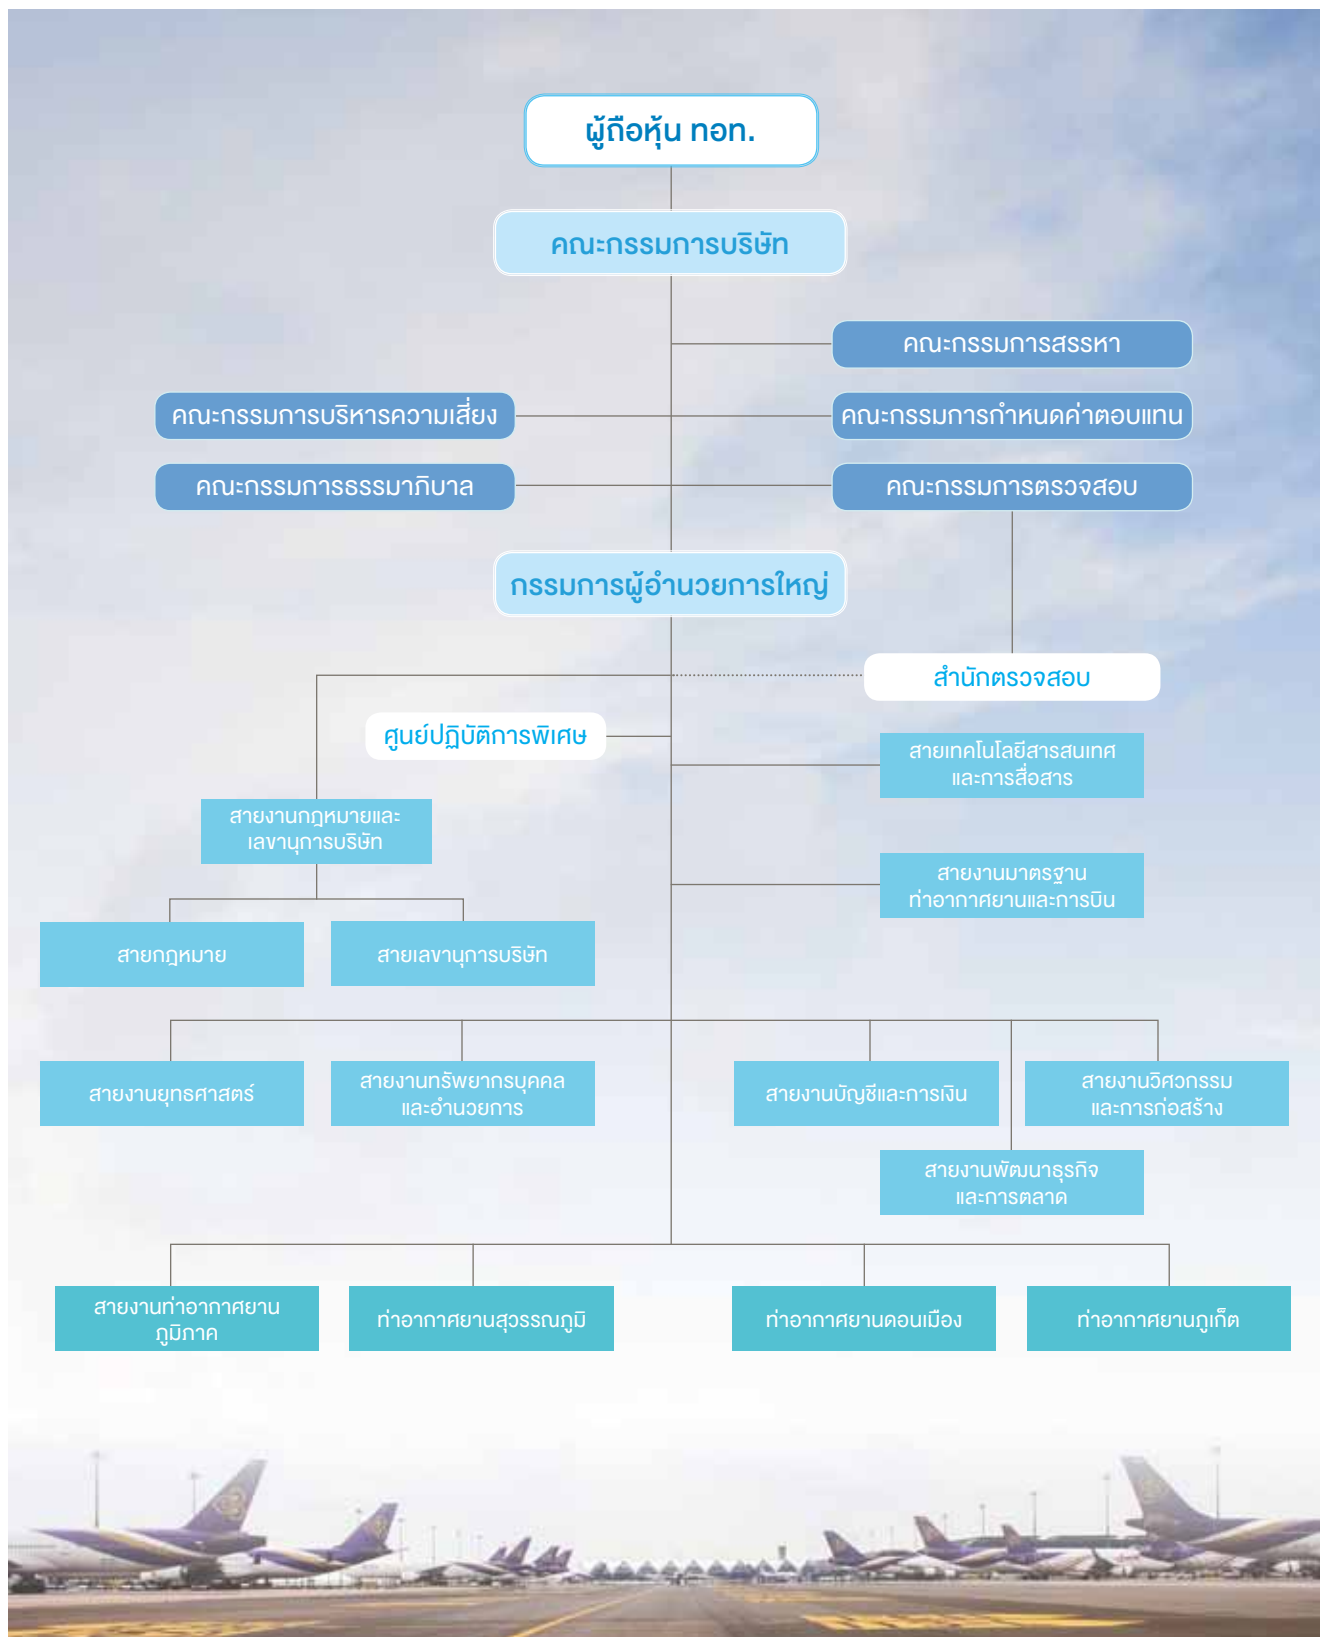 ผู้ถือหุ้น ทอท.
คณะกรรมการบริษัท
คณะกรรมการสรรหา
คณะกรรมการบริหารความเสี่ยง
คณะกรรมการกำหนดค่าตอบแทน
คณะกรรมการธรรมาภิบาล
คณะกรรมการตรวจสอบ
กรรมการผู้อำนวยการใหญ่
สำนักตรวจสอบ
ศูนย์ปฏิบัติการพิเศษ
สายเทคโนโลยีสารสนเทศ
และการสื่อสาร
สายงานกฎหมายและ
เลขานุการบริษัท
สายงานมาตรฐาน
ท่าอากาศยานและการบิน
สายกฎหมาย
สายเลขานุการบริษัท
สายงานยุทธศาสตร์
สายงานทรัพยากรบุคคล
และอำนวยการ
สายงานบัญชีและการเงิน
สายงานวิศวกรรม
และการก่อสร้าง
สายงานพัฒนาธุรกิจ
และการตลาด
สายงานท่าอากาศยาน
ภูมิภาค
ท่าอากาศยานสุวรรณภูมิ
ท่าอากาศยานดอนเมือง
ท่าอากาศยานภูเก็ต